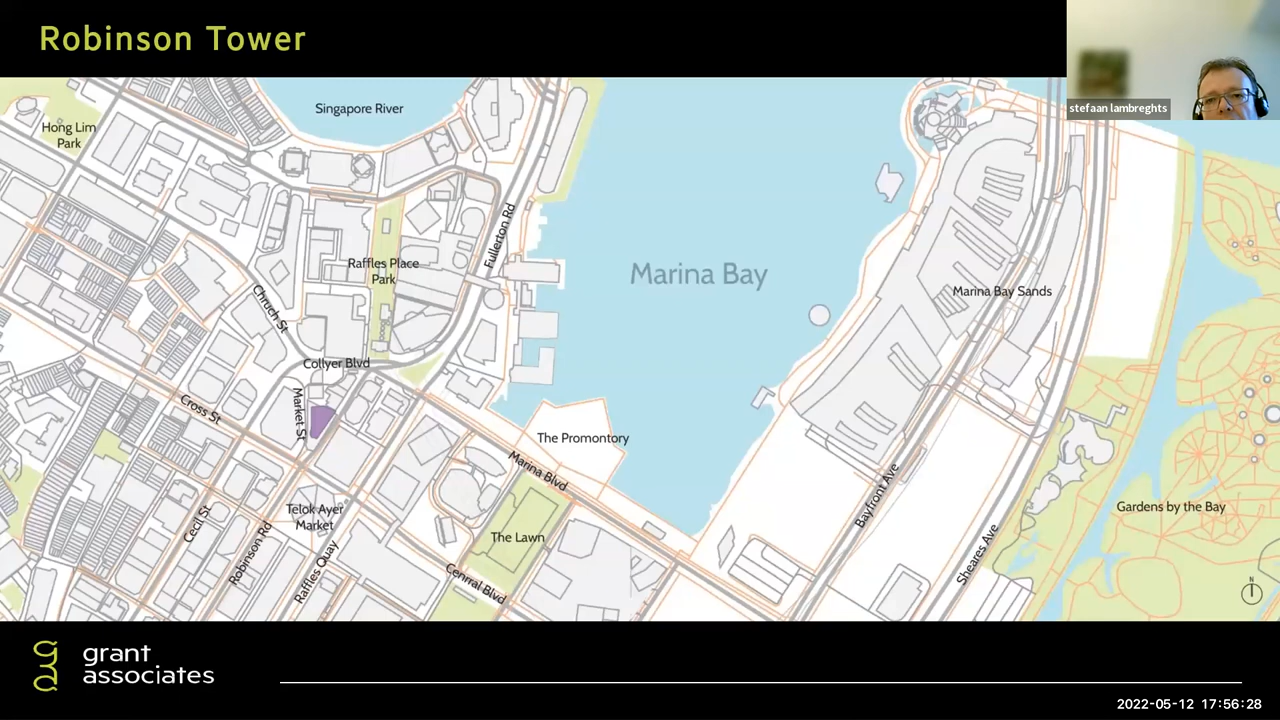 Robinson Tower
stefaan lambreghts
Singapore River
Hong Lim
Park
Fullerton Rd
Raffles Place
Park
Marina Bay
Marina Bay Sands
Chruch St
Collyer Blvd
Market St
Cross St
The Promontory
Marina Blvd
Bayfront Ave
Gardens by the Bay
Telok Ayer
Market
Cecil St
Robinson Rd
Raffles Quay
The Lawn
Cenrral Blvd
Sheares Ave
N
grant
associates
2022-05-12 17:56:28